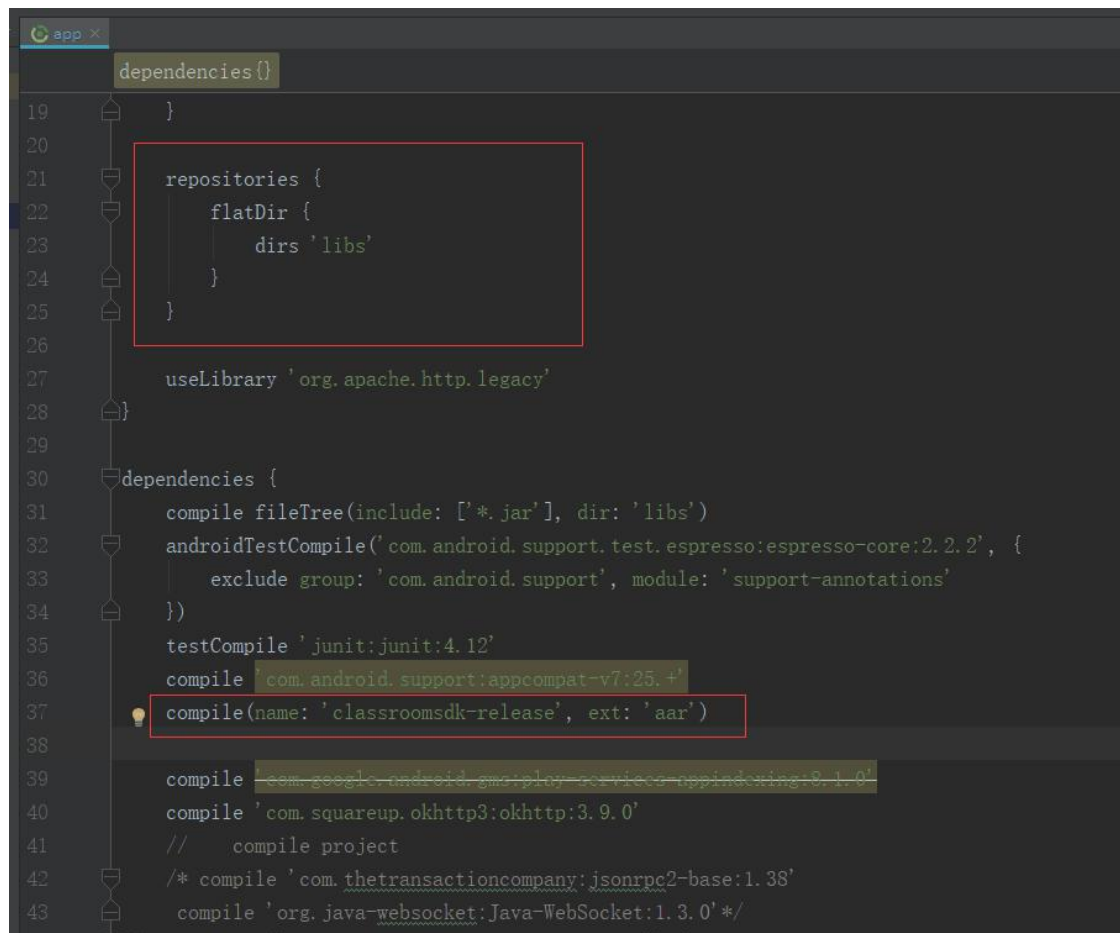 app ×
dependencies{}
19 }
20
21 repositories {
22 flatDir {
23 dirs 'libs'
24 }
25 }
26
27 useLibrary 'org.apache.http.legacy'
28 }
29
30 dependencies {
31 compile fileTree(include: ['*.jar'], dir: 'libs')
32 androidTestCompile('com.android.support.test.espresso:espresso-core:2.2.2', {
33 exclude group: 'com.android.support', module: 'support-annotations'
34 })
35 testCompile 'junit:junit:4.12'
36 compile 'com.android.support:appcompat-v7:25.+'
37 compile(name: 'classroomsdk-release', ext: 'aar')
38
39 compile 'com.google.android.gms:play-services-appindexing:8.1.0'
40 compile 'com.squareup.okhttp3:okhttp:3.9.0'
41 // compile project
42 /* compile 'com.thetransactioncompany:jsonrpc2-base:1.38'
43 compile 'org.java-websocket:Java-WebSocket:1.3.0'*/